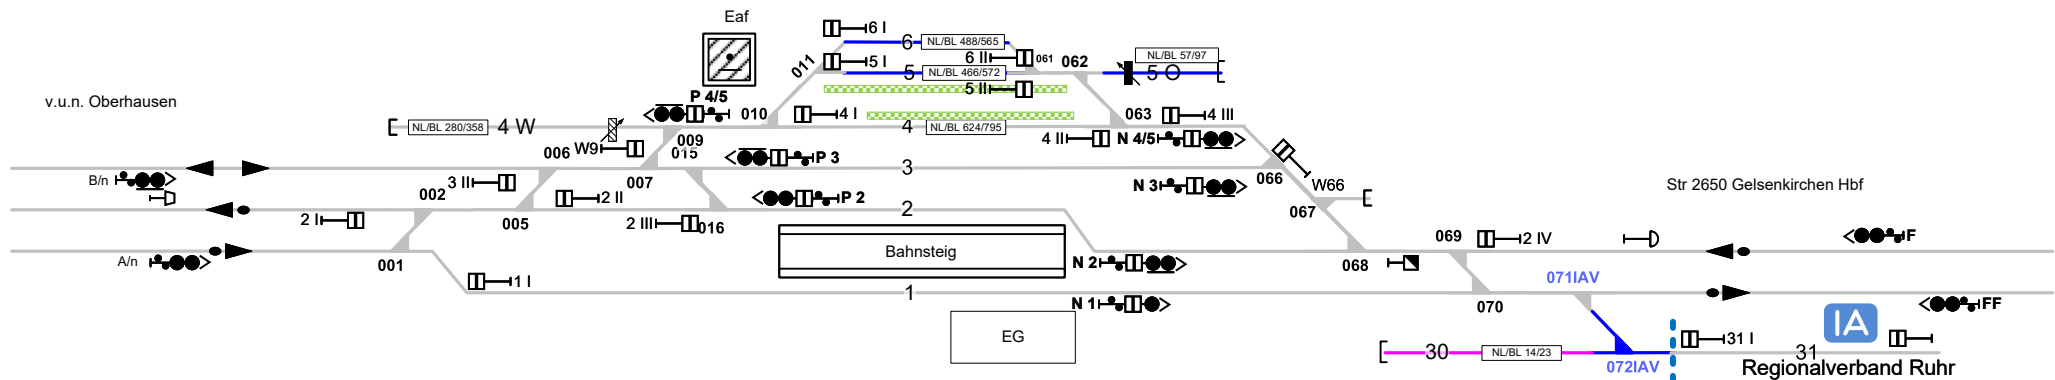 Eaf
6 I
6
NL/BL 488/565
6 II
061
062
NL/BL 57/97
5 O
011
5 I
5
NL/BL 466/572
5 II
v.u.n. Oberhausen
P 4/5
010
4 I
063
4 III
NL/BL 280/358
4 W
009
4
NL/BL 624/795
4 II
N 4/5
W9
006
015
P 3
3
007
066
W66
B/n
002
3 II
N 3
Str 2650 Gelsenkirchen Hbf
2 I
005
2 II
P 2
2
067
2 III
016
069
2 IV
F
A/n
001
Bahnsteig
N 2
068
1 I
1
N 1
071IAV
070
FF
EG
IA
30
NL/BL 14/23
072IAV
31 I
31
Regionalverband Ruhr